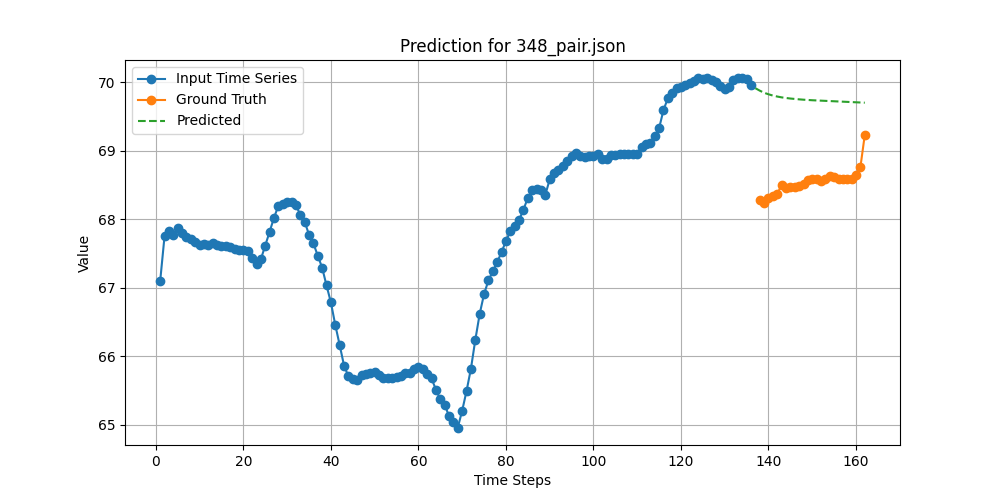 Prediction for 348_pair.json
Input Time Series
Ground Truth
Predicted
Value
70
69
68
67
66
65
0 20 40 60 80 100 120 140 160
Time Steps